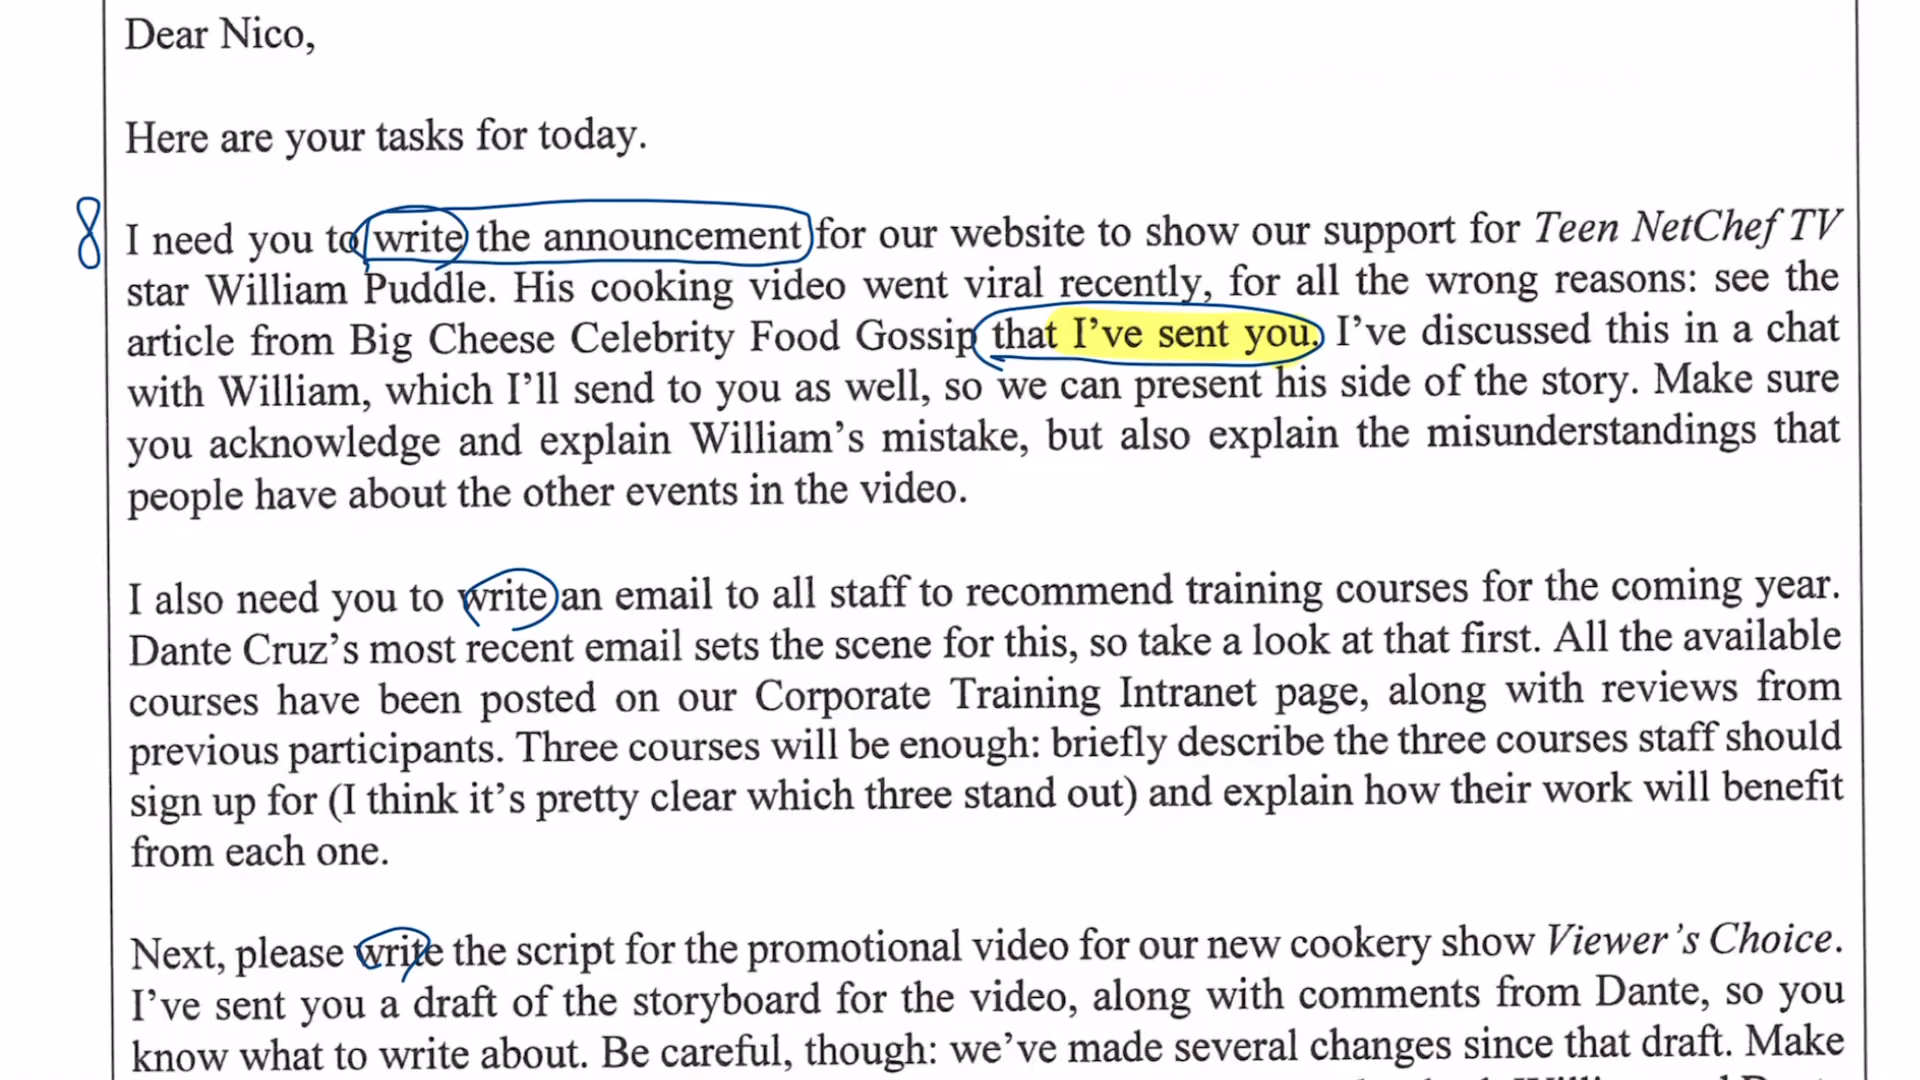 Dear Nico,
Here are your tasks for today.
8
I need you to write the announcement for our website to show our support for Teen NetChef TV
star William Puddle. His cooking video went viral recently, for all the wrong reasons: see the
article from Big Cheese Celebrity Food Gossip that I've sent you. I've discussed this in a chat
with William, which I'll send to you as well, so we can present his side of the story. Make sure
you acknowledge and explain William's mistake, but also explain the misunderstandings that
people have about the other events in the video.
I also need you to write an email to all staff to recommend training courses for the coming year.
Dante Cruz's most recent email sets the scene for this, so take a look at that first. All the available
courses have been posted on our Corporate Training Intranet page, along with reviews from
previous participants. Three courses will be enough: briefly describe the three courses staff should
sign up for (I think it's pretty clear which three stand out) and explain how their work will benefit
from each one.
Next, please write the script for the promotional video for our new cookery show Viewer's Choice.
I've sent you a draft of the storyboard for the video, along with comments from Dante, so you
know what to write about. Be careful, though: we've made several changes since that draft. Make